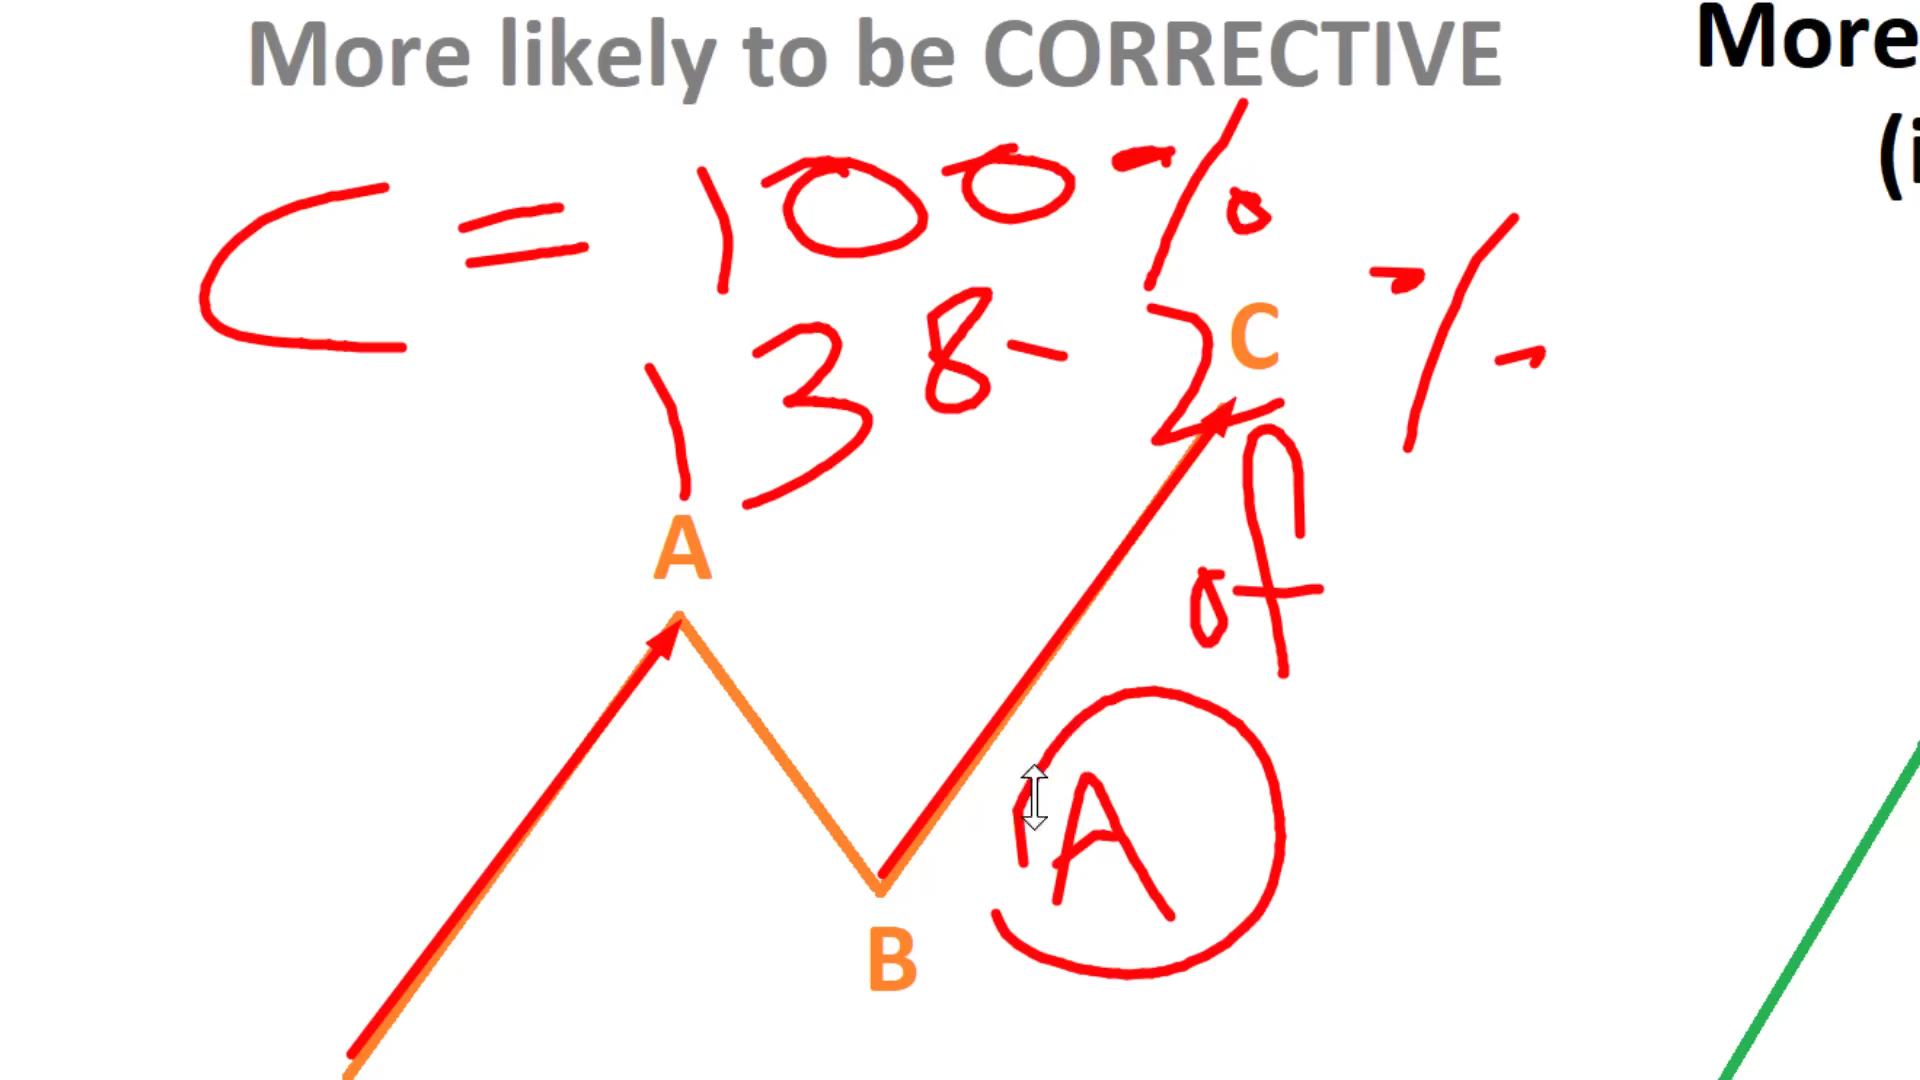 More likely to be CORRECTIVE
More
(i
C = 100%
138-2 %
C
A
of
A
B